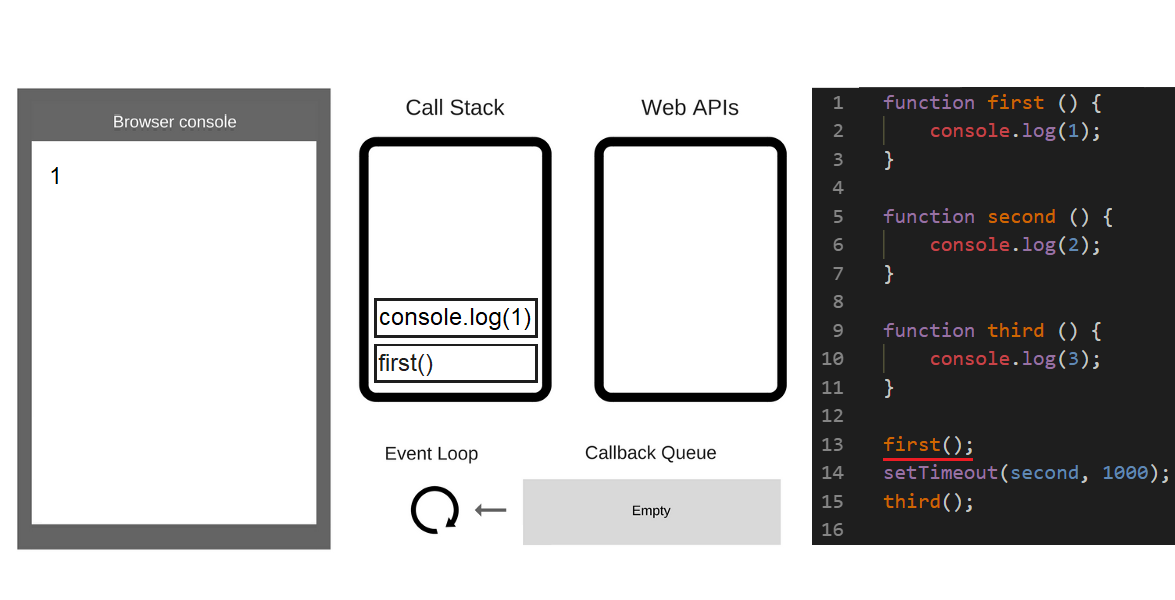 Browser console
1
Call Stack
console.log(1)
first()
Web APIs
Event Loop
Callback Queue
Empty
1 function first () {
2     console.log(1);
3 }
4
5 function second () {
6     console.log(2);
7 }
8
9 function third () {
10     console.log(3);
11 }
12
13 first();
14 setTimeout(second, 1000);
15 third();
16